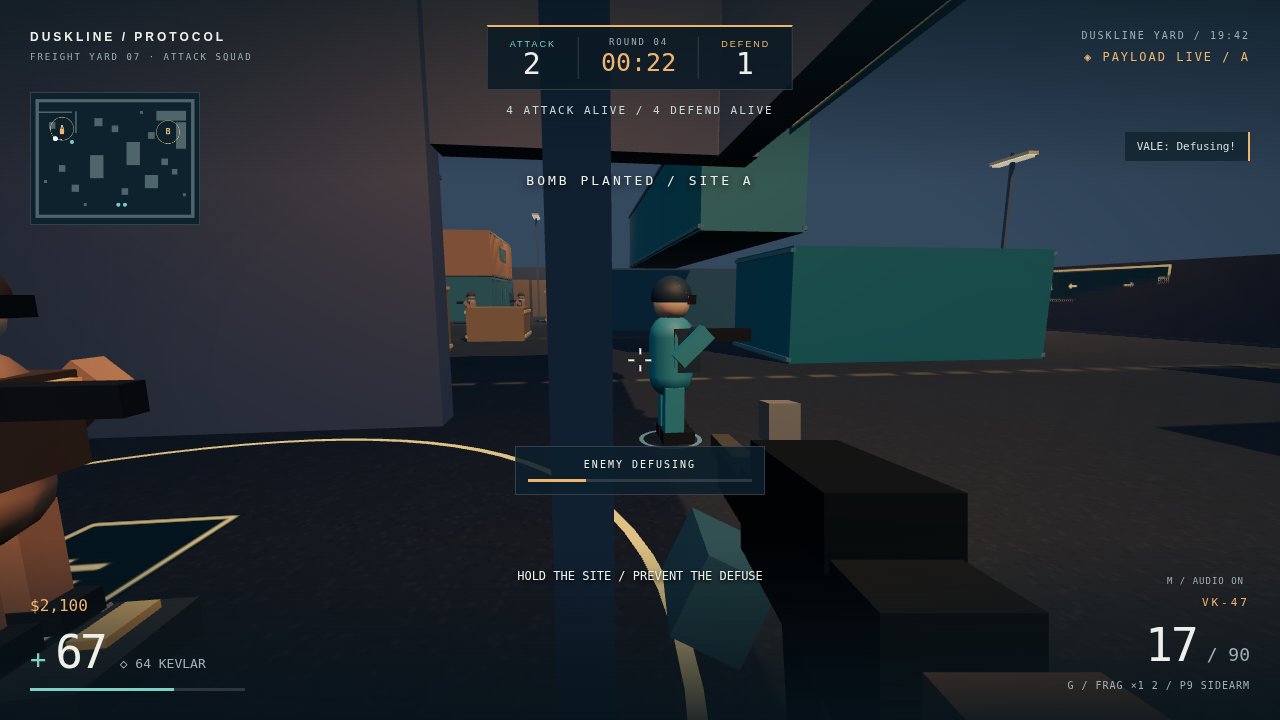 DUSKLINE / PROTOCOL
FREIGHT YARD 07 · ATTACK SQUAD
ATTACK
2
ROUND 04
00:22
DEFEND
1
4 ATTACK ALIVE / 4 DEFEND ALIVE
BOMB PLANTED / SITE A
DUSKLINE YARD / 19:42
◈ PAYLOAD LIVE / A
VALE: Defusing!
B
ENEMY DEFUSING
HOLD THE SITE / PREVENT THE DEFUSE
$2,100
+ 67 ◇ 64 KEVLAR
M / AUDIO ON
VK-47
17 / 90
G / FRAG ×1 2 / P9 SIDEARM